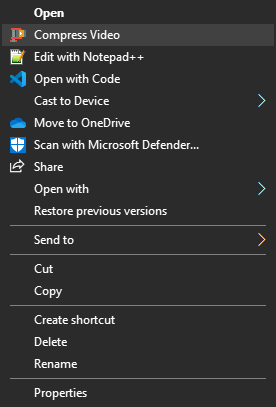 Open
Compress Video
Edit with Notepad++
Open with Code
Cast to Device
Move to OneDrive
Scan with Microsoft Defender...
Share
Open with
Restore previous versions
Send to
Cut
Copy
Create shortcut
Delete
Rename
Properties